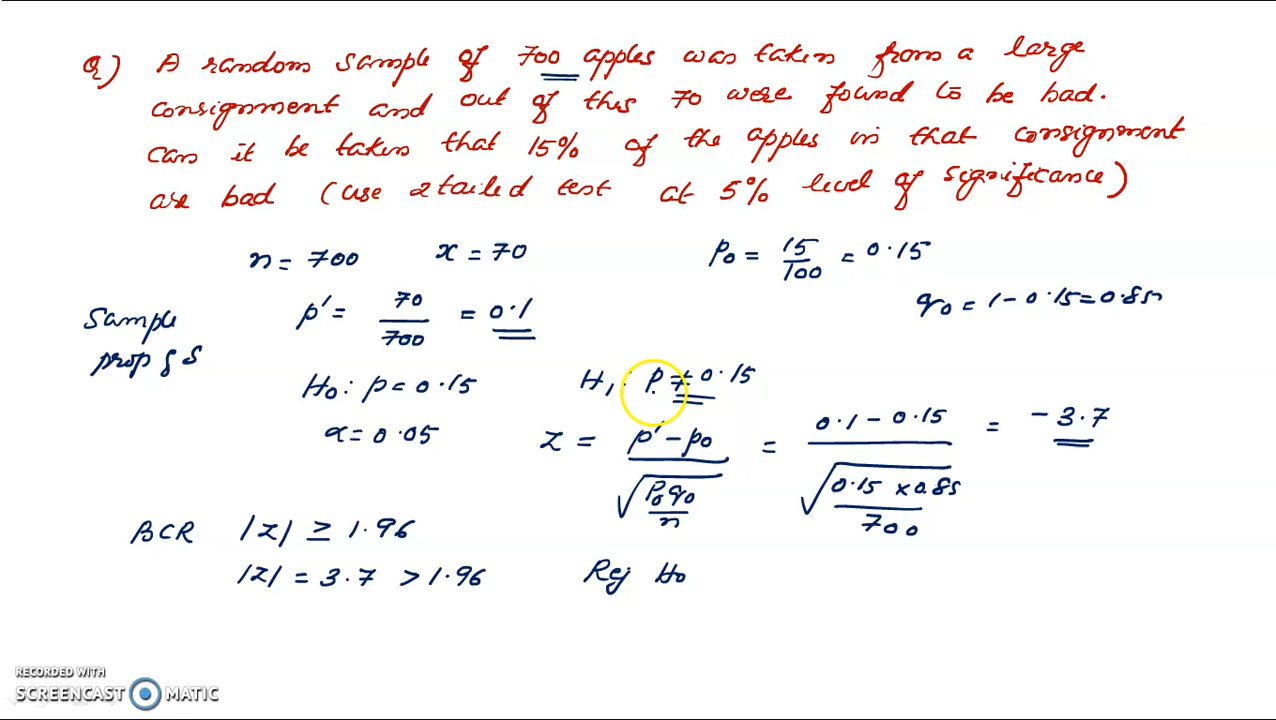 Q) A random sample of 700 apples was taken from a large
consignment and out of this 70 were found to be bad.
can it be taken that 15% of the apples in that consignment
are bad (use 2 tailed test at 5% level of significance)
n = 700 x = 70 p0 = 15/100 = 0.15
q0 = 1 - 0.15 = 0.85
Sample prop of S p' = 70/700 = 0.1
H0: p = 0.15 H1: p ≠ 0.15
α = 0.05 Z = (p' - p0)/√(p0 q0/n) = (0.1 - 0.15)/√(0.15 × 0.85/700) = -3.7
BCR |Z| ≥ 1.96
|Z| = 3.7 > 1.96 Rej H0
RECORDED WITH
SCREENCAST MATIC